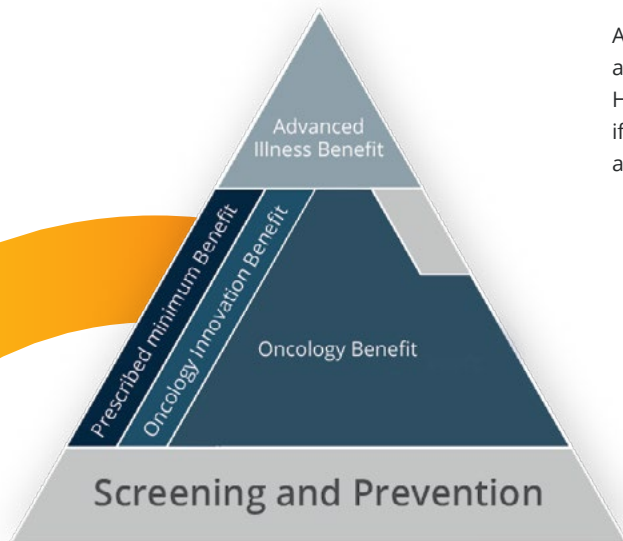 Advanced
Illness Benefit
Prescribed minimum Benefit
Oncology Innovation Benefit
Oncology Benefit
Screening and Prevention